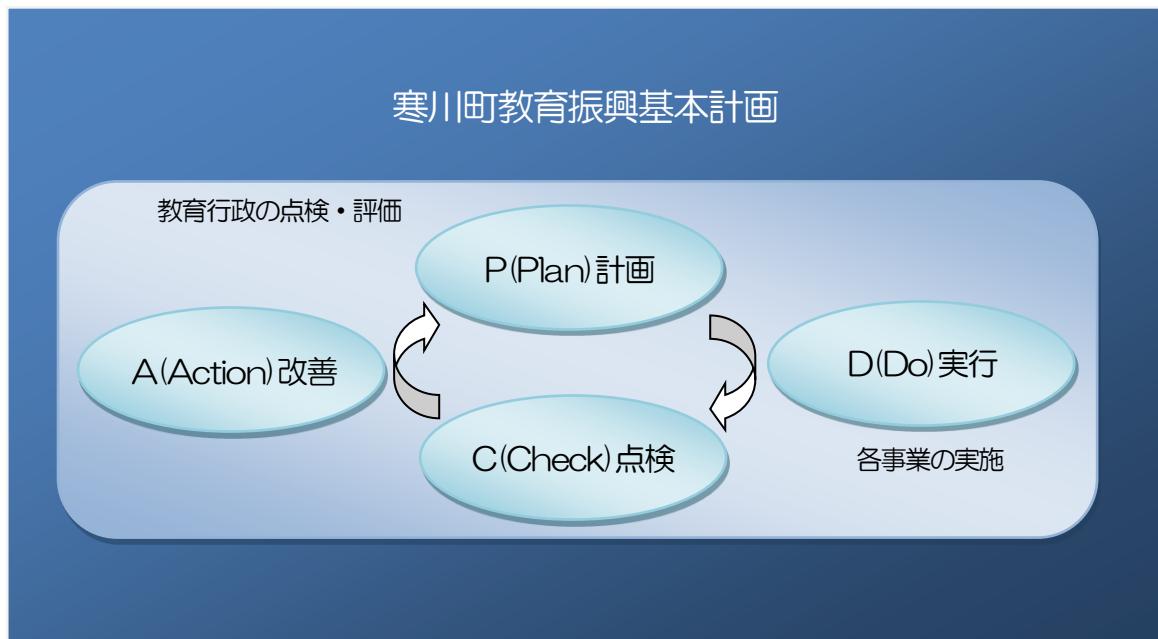 寒川町教育振興基本計画
教育行政の点検・評価
P(Plan)計画
A(Action)改善
D(Do)実行
C(Check)点検
各事業の実施